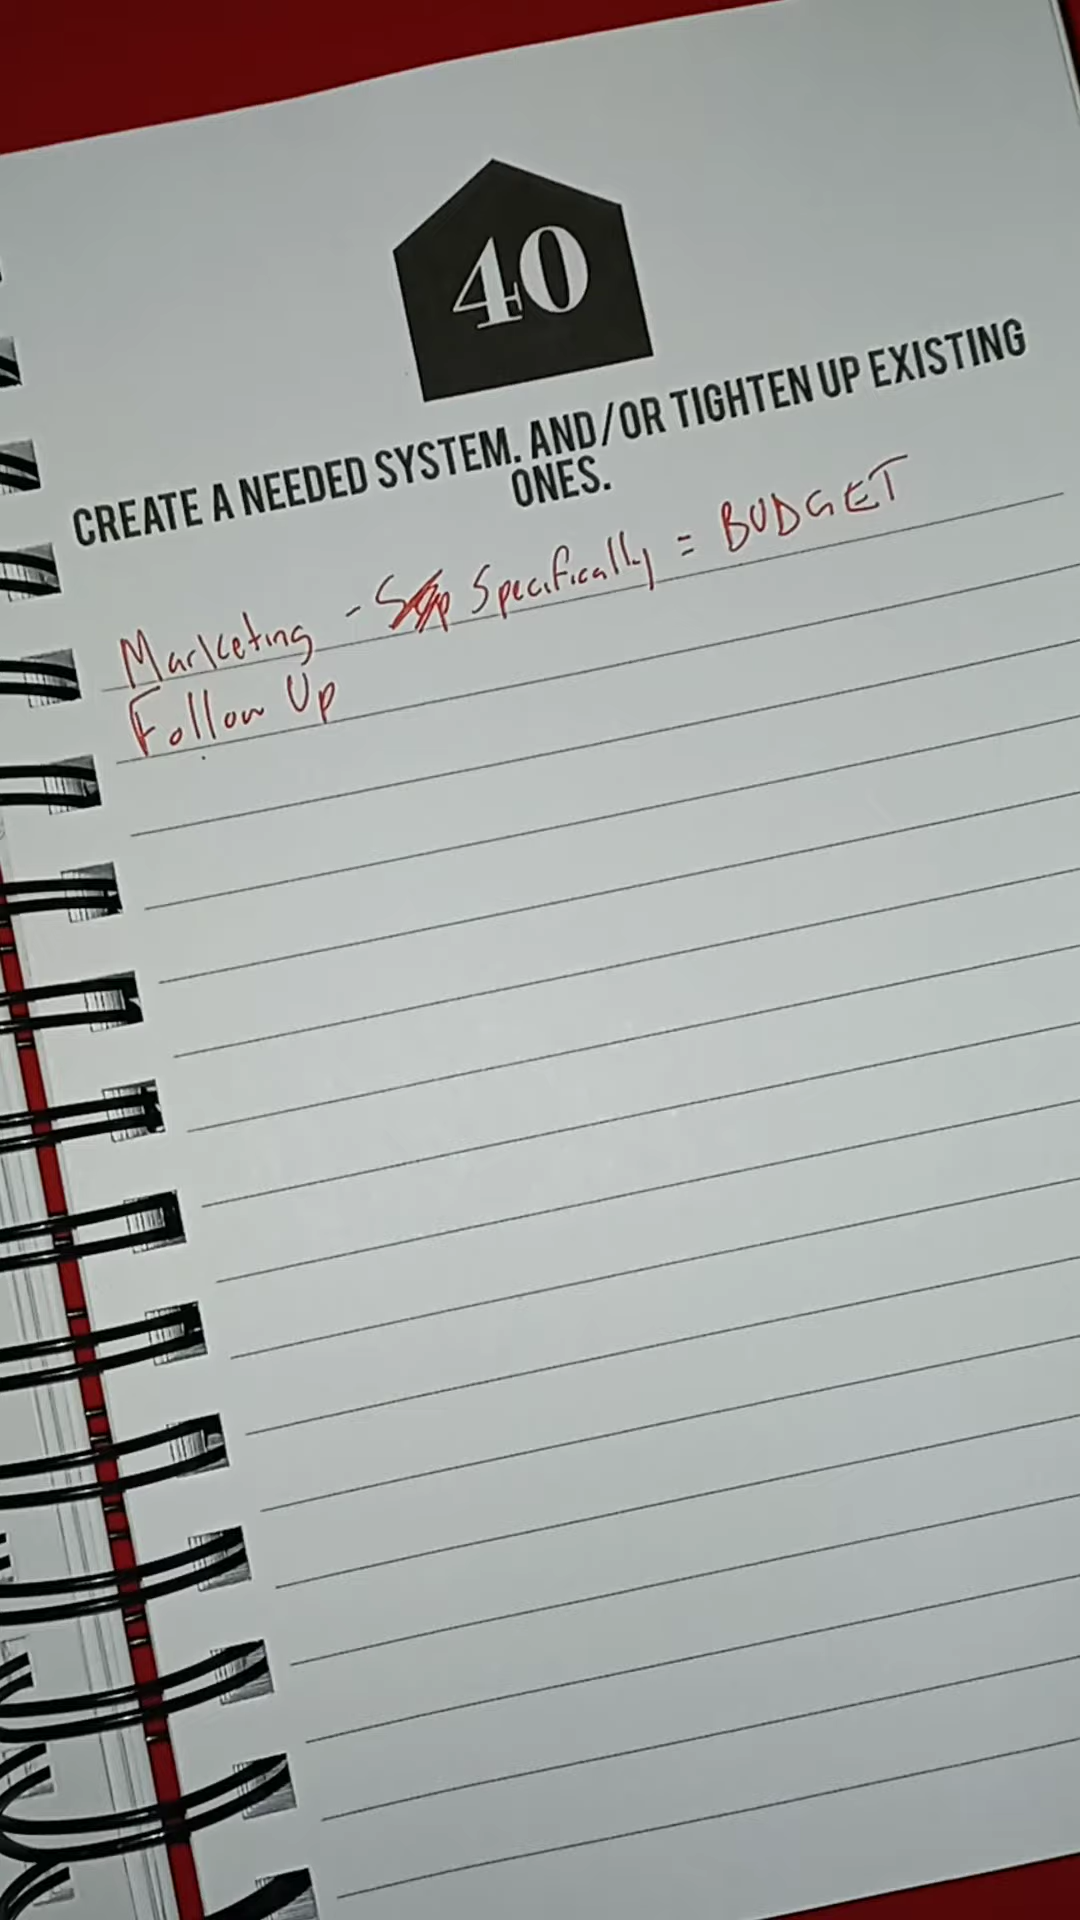 40
CREATE A NEEDED SYSTEM. AND/OR TIGHTEN UP EXISTING
ONES.
Marketing - Specifically = BUDGET
Follow Up